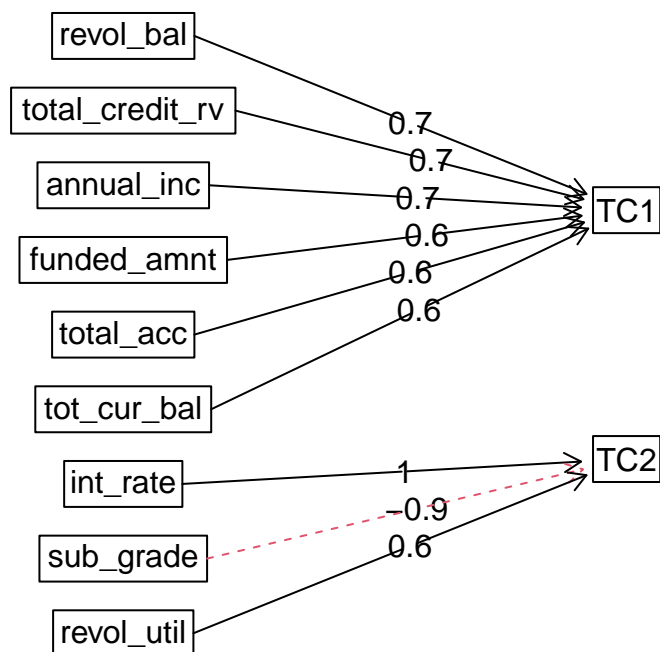 revol_bal
total_credit_rv
0.7
0.7
annual_inc
0.7
TC1
funded_amnt
0.6
0.6
total_acc
0.6
tot_cur_bal
TC2
int_rate
1
−0.9
sub_grade
0.6
revol_util